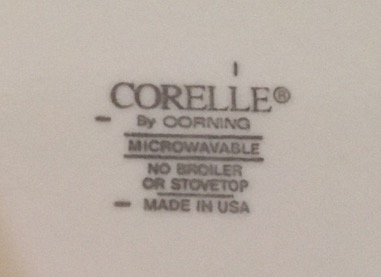 CORELLE®
By CORNING
MICROWAVABLE
NO BROILER
OR STOVETOP
MADE IN USA